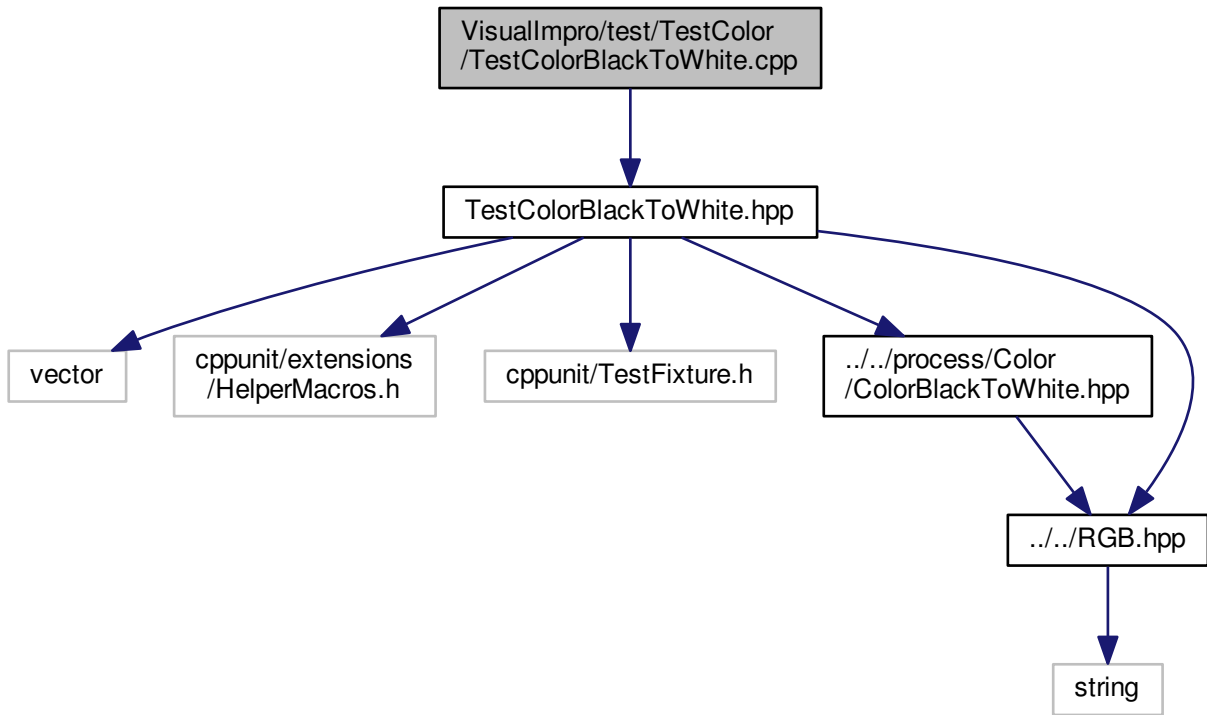 VisualImpro/test/TestColor
/TestColorBlackToWhite.cpp
TestColorBlackToWhite.hpp
vector
cppunit/extensions
/HelperMacros.h
cppunit/TestFixture.h
../../process/Color
/ColorBlackToWhite.hpp
../../RGB.hpp
string